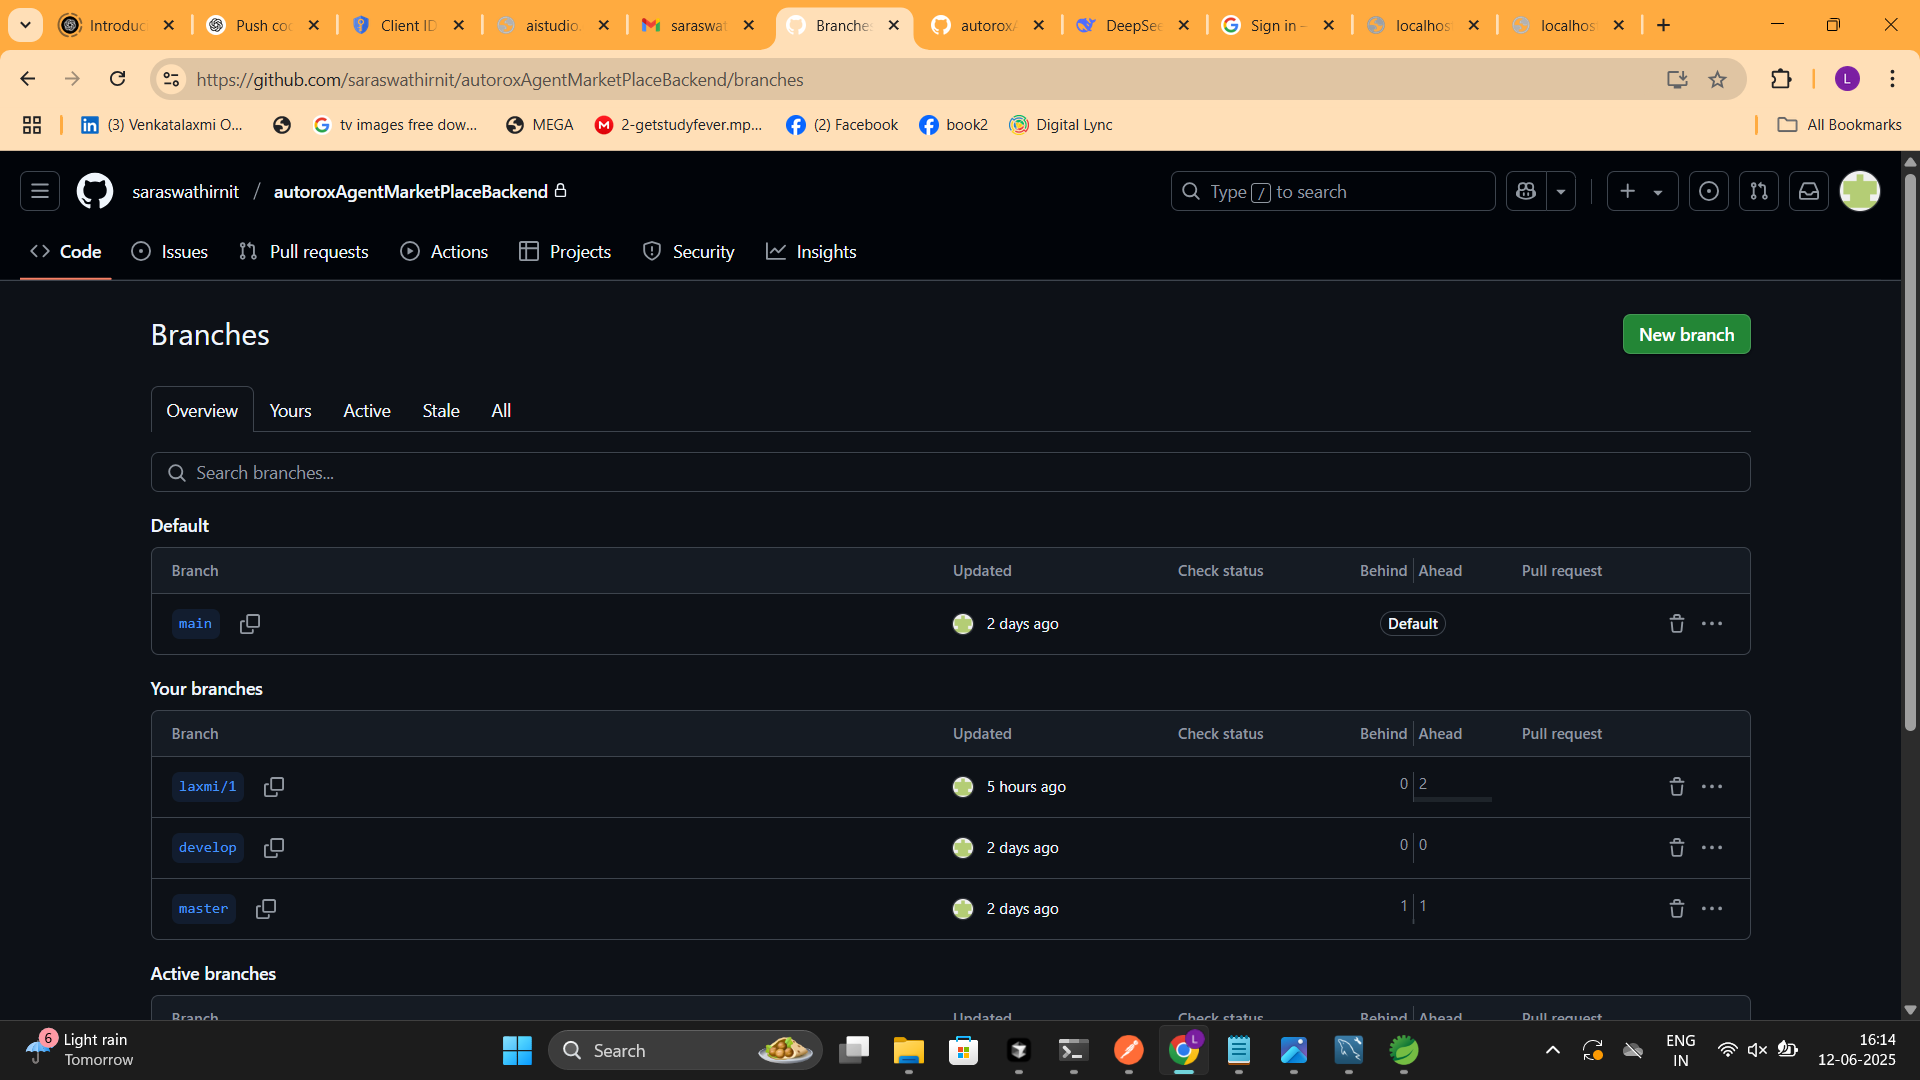 Introduc
Push co
Client ID
aistudio.
saraswat
Branche
autorox
DeepSee
Sign in -
localhos
localhos
https://github.com/saraswathirnit/autoroxAgentMarketPlaceBackend/branches
L
(3) Venkatalaxmi O...
tv images free dow...
MEGA
2-getstudyfever.mp...
(2) Facebook
book2
Digital Lync
All Bookmarks
saraswathirnit / autoroxAgentMarketPlaceBackend
Type / to search
Code
Issues
Pull requests
Actions
Projects
Security
Insights
Branches
New branch
Overview
Yours
Active
Stale
All
Search branches...
Default
Branch Updated Check status Behind Ahead Pull request
main 2 days ago Default
Your branches
Branch Updated Check status Behind Ahead Pull request
laxmi/1 5 hours ago 0 2
develop 2 days ago 0 0
master 2 days ago 1 1
Active branches
Branch Updated Check status Behind Ahead Pull request
6
Light rain
Tomorrow
Search
L
ENG
IN
16:14
12-06-2025